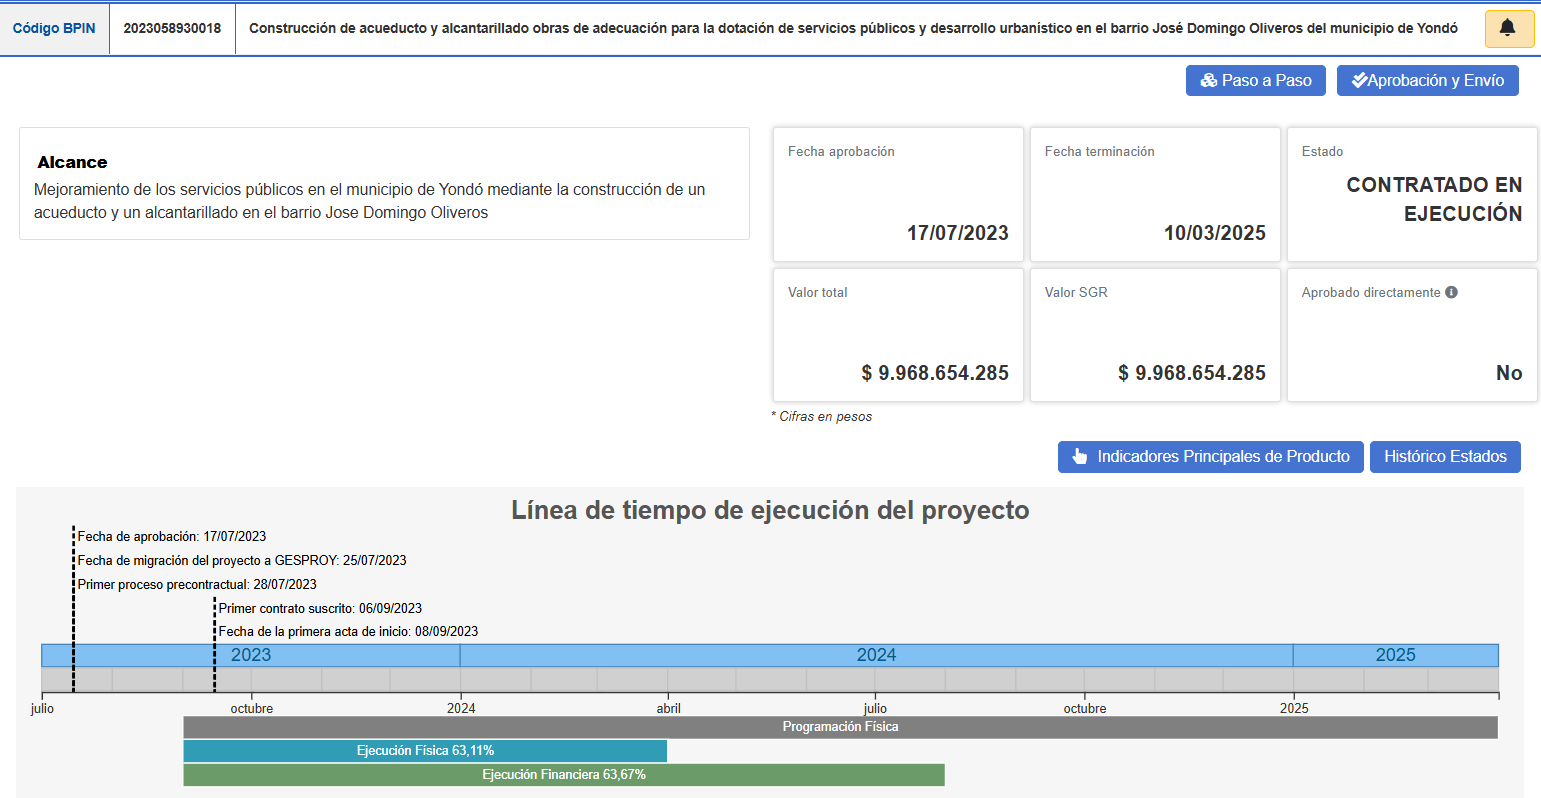 Código BPIN
2023058930018
Construcción de acueducto y alcantarillado obras de adecuación para la dotación de servicios públicos y desarrollo urbanístico en el barrio José Domingo Oliveros del municipio de Yondó
Paso a Paso
Aprobación y Envío
Alcance
Mejoramiento de los servicios públicos en el municipio de Yondó mediante la construcción de un
acueducto y un alcantarillado en el barrio Jose Domingo Oliveros
Fecha aprobación
17/07/2023
Fecha terminación
10/03/2025
Estado
CONTRATADO EN
EJECUCIÓN
Valor total
$ 9.968.654.285
Valor SGR
$ 9.968.654.285
Aprobado directamente
No
* Cifras en pesos
Indicadores Principales de Producto
Histórico Estados
Línea de tiempo de ejecución del proyecto
Fecha de aprobación: 17/07/2023
Fecha de migración del proyecto a GESPROY: 25/07/2023
Primer proceso precontractual: 28/07/2023
Primer contrato suscrito: 06/09/2023
Fecha de la primera acta de inicio: 08/09/2023
2023 2024 2025
julio octubre 2024 abril julio octubre 2025
Programación Física
Ejecución Física 63,11%
Ejecución Financiera 63,67%